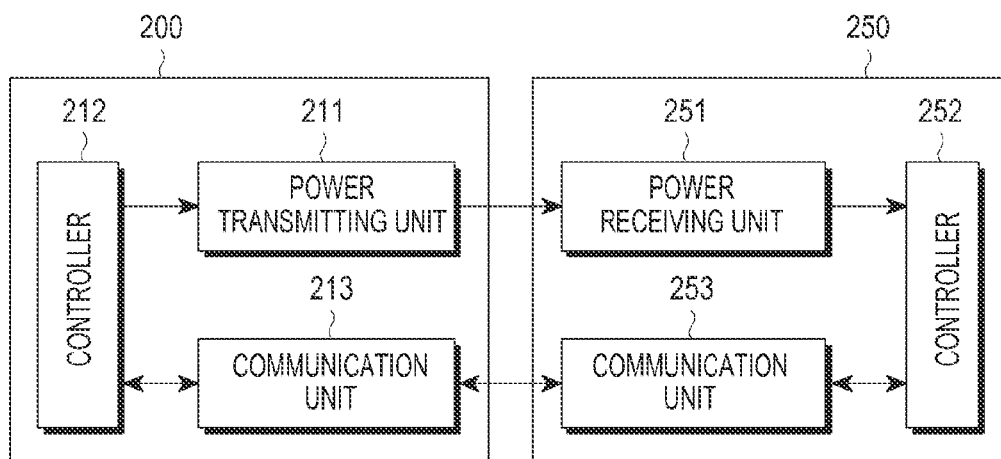 200
250
212
211
251
252
CONTROLLER
POWER
TRANSMITTING UNIT
POWER
RECEIVING UNIT
CONTROLLER
213
253
COMMUNICATION
UNIT
COMMUNICATION
UNIT